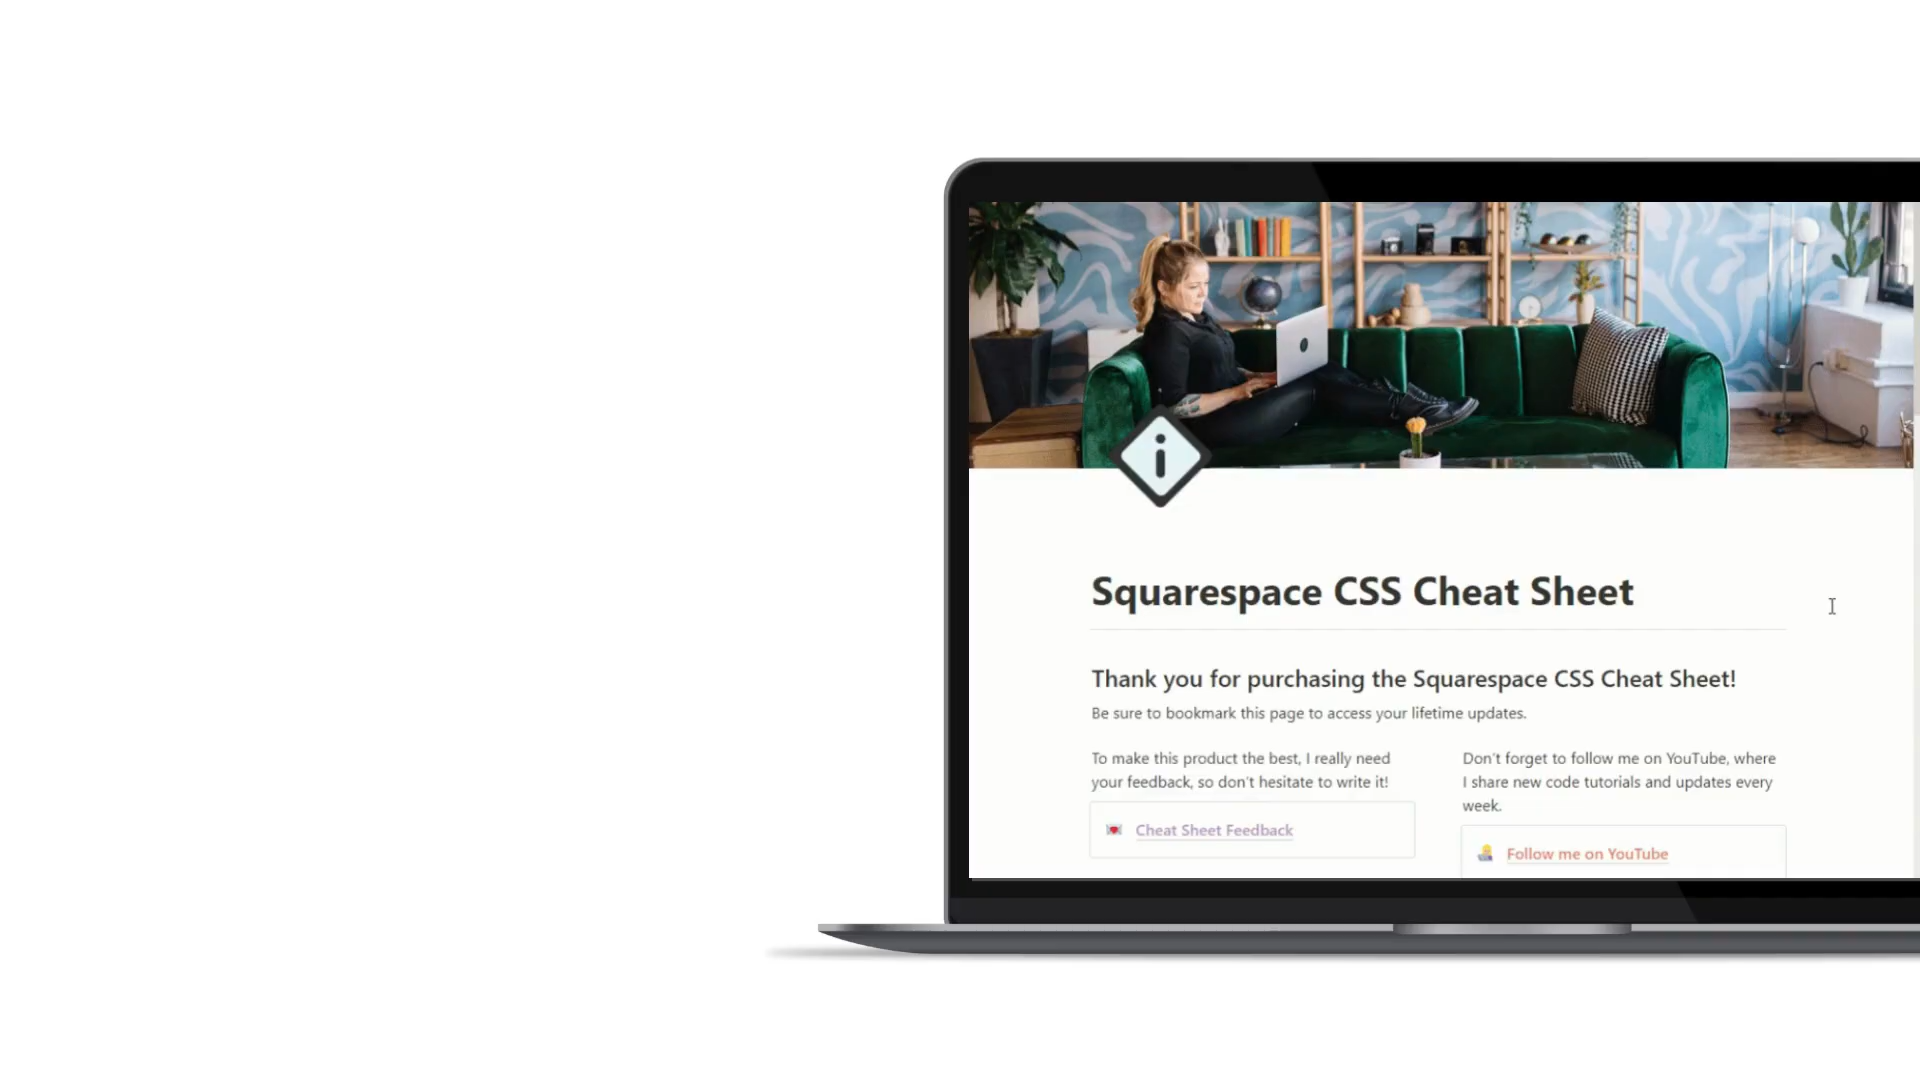 Squarespace CSS Cheat Sheet
Thank you for purchasing the Squarespace CSS Cheat Sheet!
Be sure to bookmark this page to access your lifetime updates.
To make this product the best, I really need
your feedback, so don't hesitate to write it!
Cheat Sheet Feedback
Don't forget to follow me on YouTube, where
I share new code tutorials and updates every
week.
Follow me on YouTube